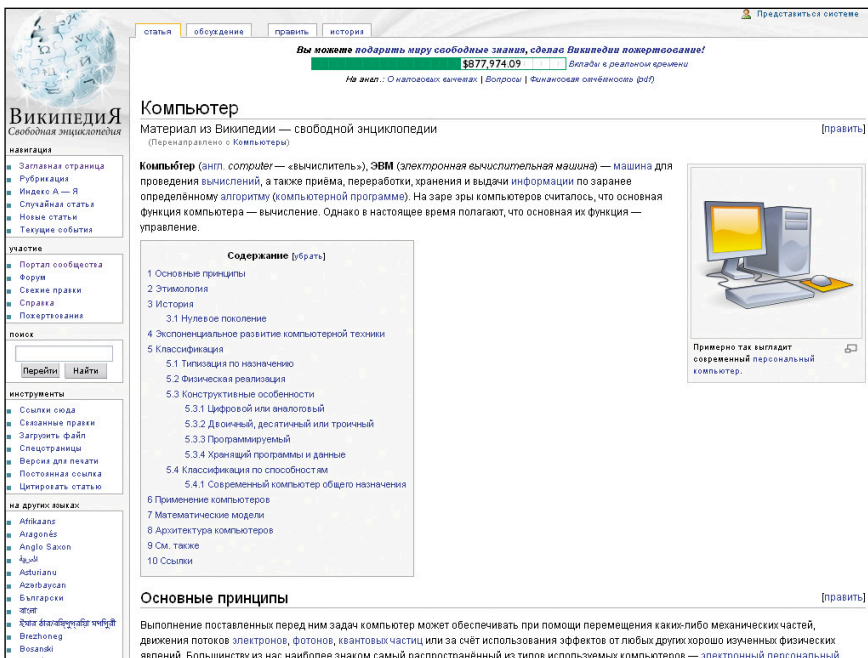 Представиться системе
статья обсуждение править история
Вы можете подарить миру свободные знания, сделав Википедии пожертвование!
$877,974.09 Вклады в реальном времени
На англ.: О налоговых вычетах | Вопросы | Финансовая отчётность (pdf)
ВикипедиЯ
Свободная энциклопедия
навигация
Заглавная страница
Рубрикация
Индекс А — Я
Случайная статья
Новые статьи
Текущие события
участие
Портал сообщества
Форум
Свежие правки
Справка
Пожертвования
поиск
Перейти Найти
инструменты
Ссылки сюда
Связанные правки
Загрузить файл
Спецстраницы
Версия для печати
Постоянная ссылка
Цитировать статью
на других языках
Afrikaans
Aragonés
Anglo Saxon
العربية
Asturianu
Azərbaycan
Български
বাংলা
Brezhoneg
Bosanski
Компьютер
Материал из Википедии — свободной энциклопедии [править]
(Перенаправлено с Компьютеры)
Компью́тер (англ. computer — «вычислитель»), ЭВМ (электронная вычислительная машина) — машина для
проведения вычислений, а также приёма, переработки, хранения и выдачи информации по заранее
определённому алгоритму (компьютерной программе). На заре эры компьютеров считалось, что основная
функция компьютера — вычисление. Однако в настоящее время полагают, что основная их функция —
управление.
Примерно так выглядит
современный персональный
компьютер.
Содержание [убрать]
1 Основные принципы
2 Этимология
3 История
3.1 Нулевое поколение
4 Экспоненциальное развитие компьютерной техники
5 Классификация
5.1 Типизация по назначению
5.2 Физическая реализация
5.3 Конструктивные особенности
5.3.1 Цифровой или аналоговый
5.3.2 Двоичный, десятичный или троичный
5.3.3 Программируемый
5.3.4 Хранящий программы и данные
5.4 Классификация по способностям
5.4.1 Современный компьютер общего назначения
6 Применение компьютеров
7 Математические модели
8 Архитектура компьютеров
9 См. также
10 Ссылки
Основные принципы [править]
Выполнение поставленных перед ним задач компьютер может обеспечивать при помощи перемещения каких-либо механических частей,
движения потоков электронов, фотонов, квантовых частиц или за счёт использования эффектов от любых других хорошо изученных физических
явлений. Большинству из нас наиболее знаком самый распространённый из типов используемых компьютеров — электронный персональный